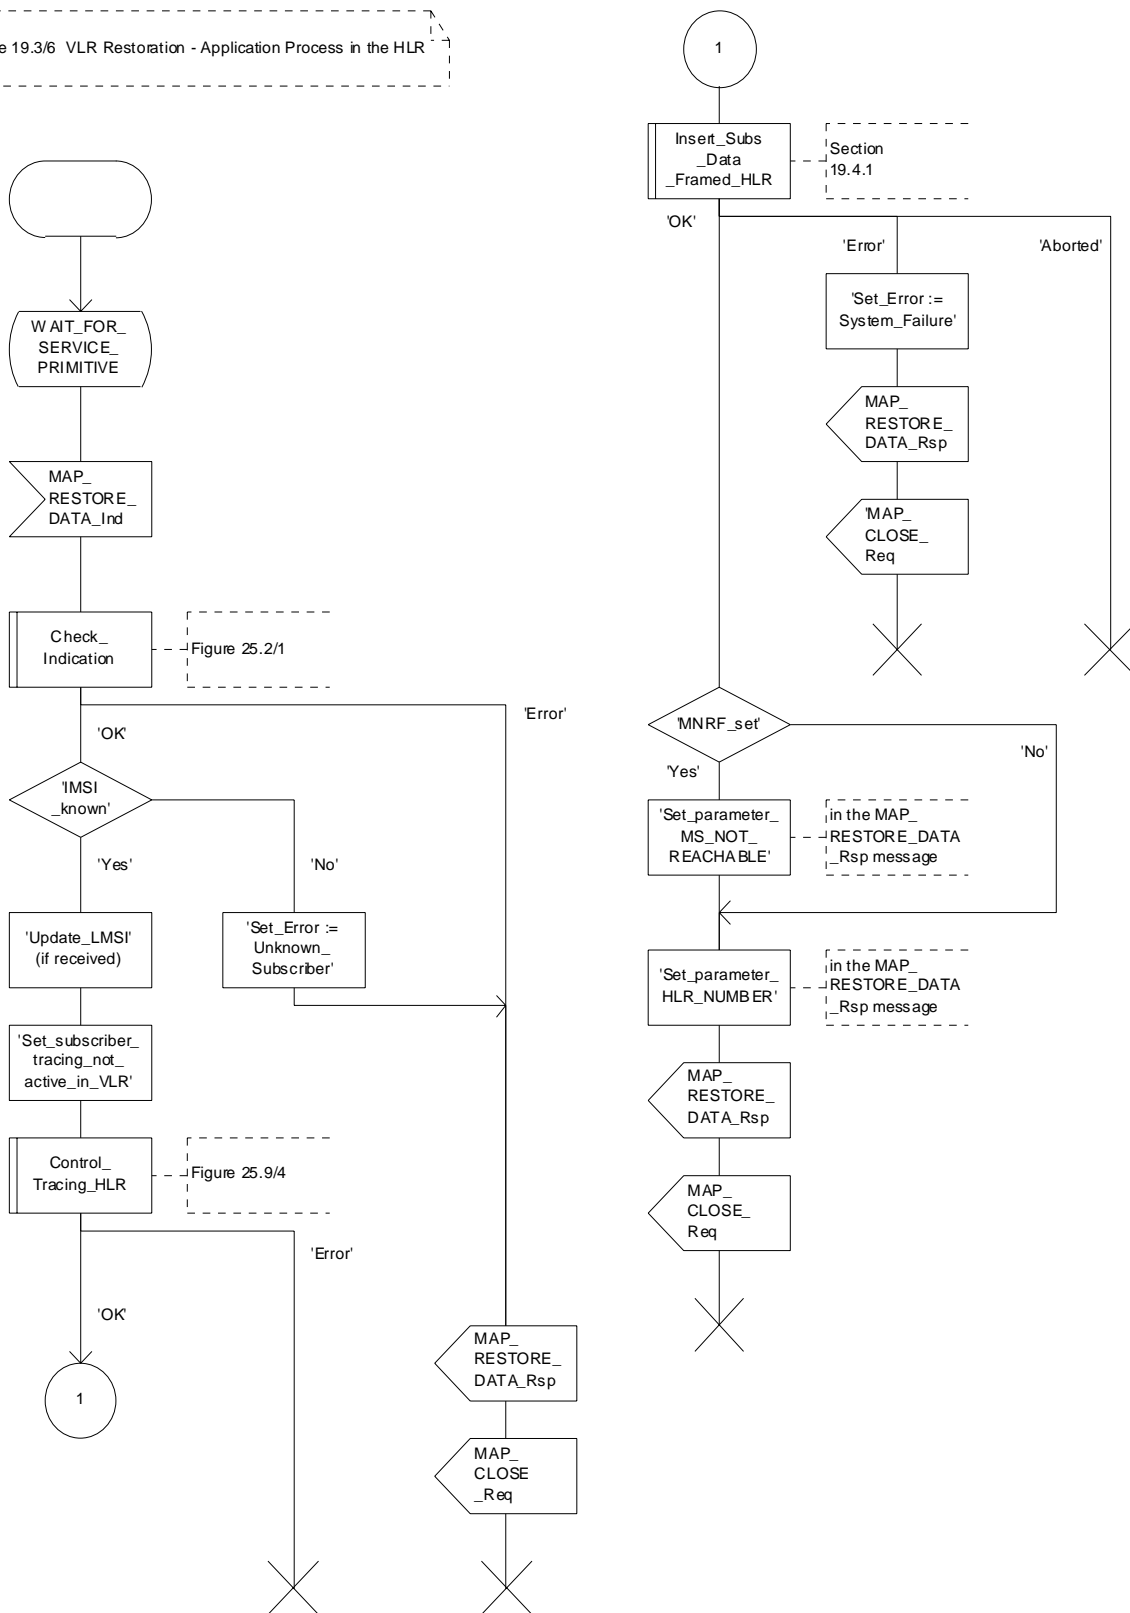 e 19.3/6 VLR Restoration - Application Process in the HLR
WAIT_FOR_
SERVICE_
PRIMITIVE
MAP_
RESTORE_
DATA_Ind
Check_
Indication
Figure 25.2/1
'Error'
'OK'
'IMSI
_known'
'Yes'
'No'
'Update_LMSI'
(if received)
'Set_Error :=
Unknown_
Subscriber'
'Set_subscriber_
tracing_not_
active_in_VLR'
Control_
Tracing_HLR
Figure 25.9/4
'Error'
'OK'
1
MAP_
RESTORE_
DATA_Rsp
MAP_
CLOSE
_Req
1
Insert_Subs
_Data
_Framed_HLR
Section
19.4.1
'OK'
'Error'
'Aborted'
'Set_Error :=
System_Failure'
MAP_
RESTORE_
DATA_Rsp
'MAP_
CLOSE_
Req
'MNRF_set'
'No'
'Yes'
'Set_parameter_
MS_NOT_
REACHABLE'
in the MAP_
RESTORE_DATA
_Rsp message
'Set_parameter_
HLR_NUMBER'
in the MAP_
RESTORE_DATA
_Rsp message
MAP_
RESTORE_
DATA_Rsp
MAP_
CLOSE_
Req